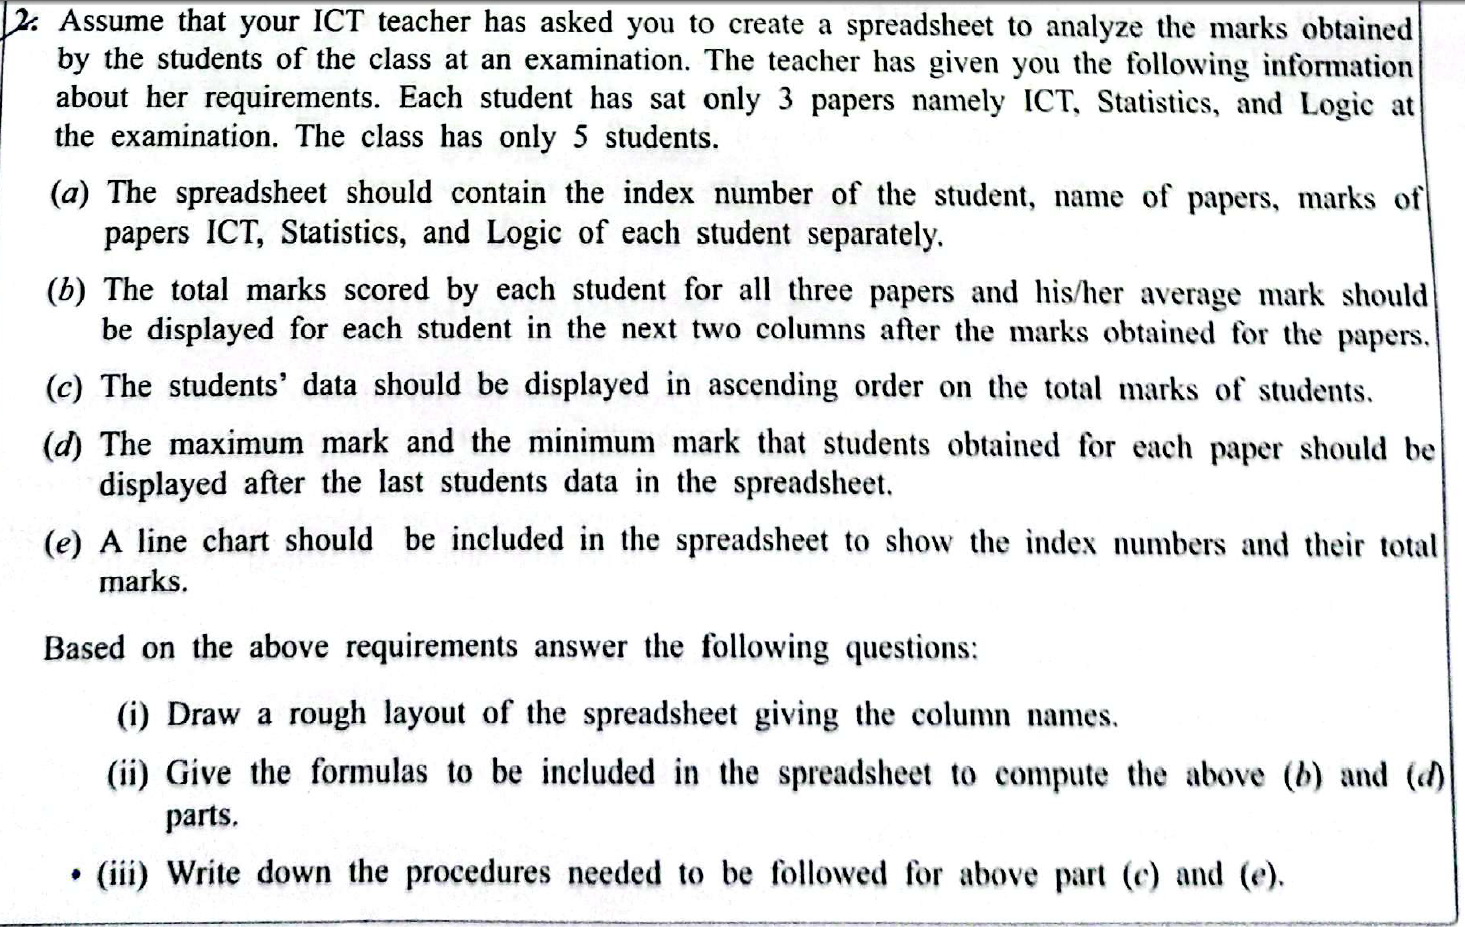 2. Assume that your ICT teacher has asked you to create a spreadsheet to analyze the marks obtained
by the students of the class at an examination. The teacher has given you the following information
about her requirements. Each student has sat only 3 papers namely ICT, Statistics, and Logic at
the examination. The class has only 5 students.
(a) The spreadsheet should contain the index number of the student, name of papers, marks of
papers ICT, Statistics, and Logic of each student separately.
(b) The total marks scored by each student for all three papers and his/her average mark should
be displayed for each student in the next two columns after the marks obtained for the papers.
(c) The students' data should be displayed in ascending order on the total marks of students.
(d) The maximum mark and the minimum mark that students obtained for each paper should be
displayed after the last students data in the spreadsheet.
(e) A line chart should be included in the spreadsheet to show the index numbers and their total
marks.
Based on the above requirements answer the following questions:
(i) Draw a rough layout of the spreadsheet giving the column names.
(ii) Give the formulas to be included in the spreadsheet to compute the above (b) and (d)
parts.
• (iii) Write down the procedures needed to be followed for above part (c) and (e).